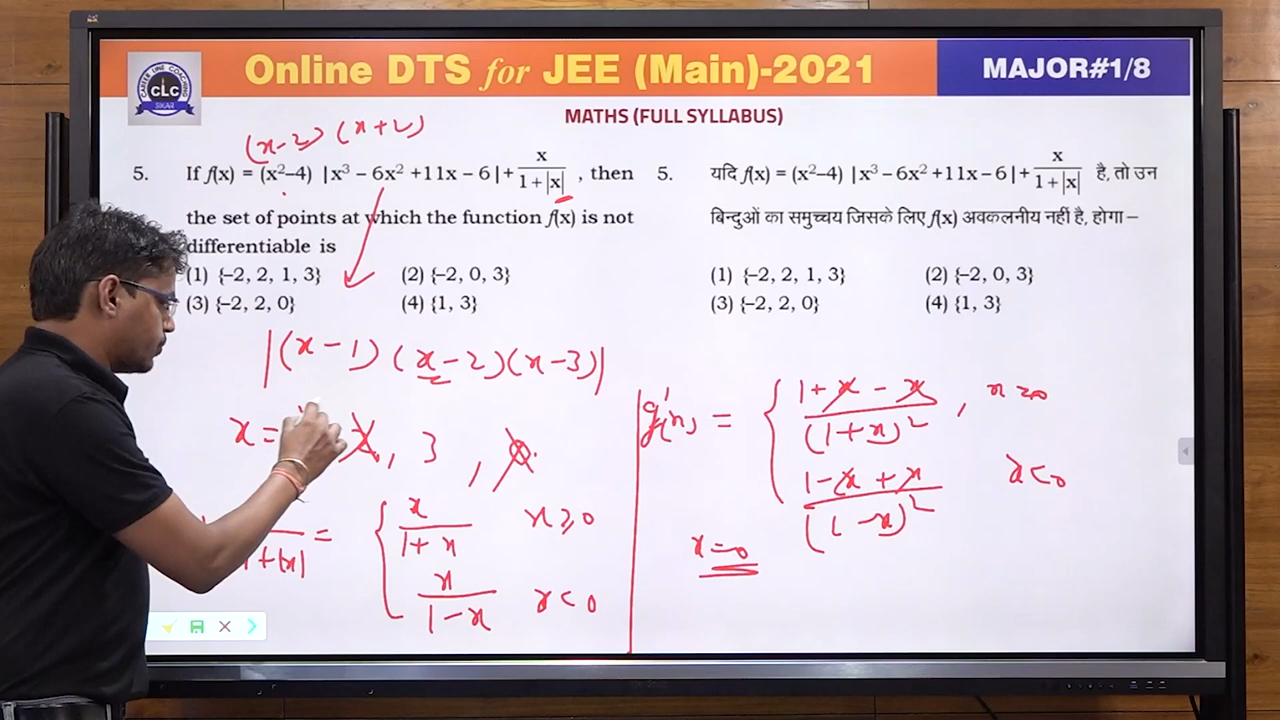 Online DTS for JEE (Main)-2021
MAJOR#1/8
CAREER LINE COACHING
CLC
SIKAR
MATHS (FULL SYLLABUS)
(x-2) (x+2)
5. If f(x) = (x²–4) |x³ – 6x² +11x – 6|+ x/(1+|x|) , then
the set of points at which the function f(x) is not
differentiable is
(1) {–2, 2, 1, 3} (2) {–2, 0, 3}
(3) {–2, 2, 0} (4) {1, 3}
5. यदि f(x) = (x²–4) |x³ – 6x² +11x – 6|+ x/(1+|x|) है, तो उन
बिन्दुओं का समुच्चय जिसके लिए f(x) अवकलनीय नहीं है, होगा –
(1) {–2, 2, 1, 3} (2) {–2, 0, 3}
(3) {–2, 2, 0} (4) {1, 3}
|(x-1) (x-2)(x-3)|
x= , 3 ,
= { x/(1+x) x≥0
x/(1-x) x<0
g'(x) = { (1+x-x)/(1+x)² , x≥0
(1-x+x)/(1-x)² x<0
x=0